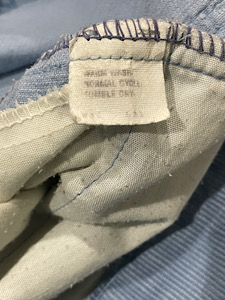 WARM WASH
NORMAL CYCLE
TUMBLE DRY